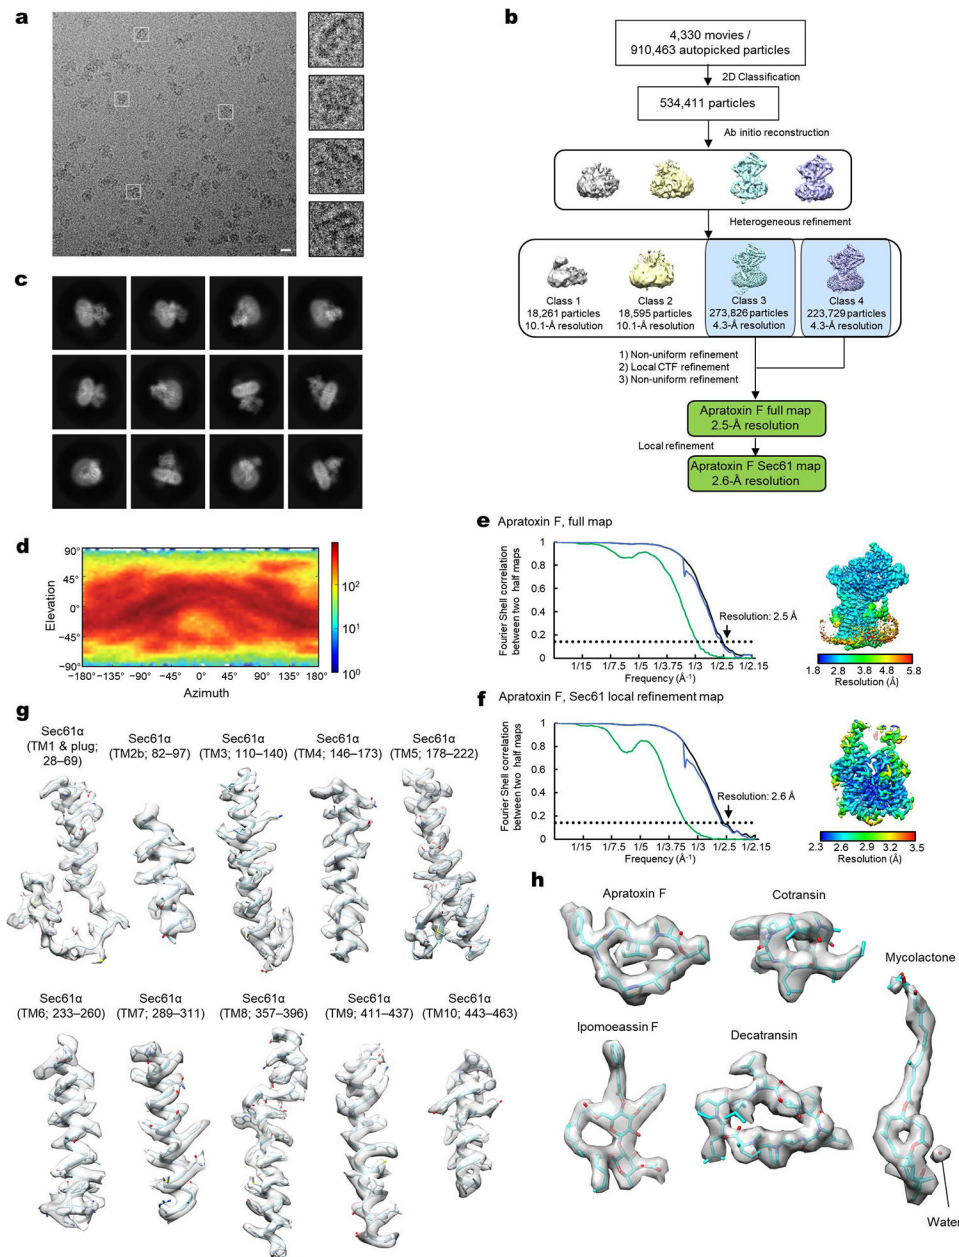 a
b
4,330 movies /
910,463 autopicked particles
2D Classification
534,411 particles
Ab initio reconstruction
Heterogeneous refinement
Class 1
18,261 particles
10.1-Å resolution
Class 2
18,595 particles
10.1-Å resolution
Class 3
273,826 particles
4.3-Å resolution
Class 4
223,729 particles
4.3-Å resolution
1) Non-uniform refinement
2) Local CTF refinement
3) Non-uniform refinement
Apratoxin F full map
2.5-Å resolution
Local refinement
Apratoxin F Sec61 map
2.6-Å resolution
c
d
Elevation
90°
45°
0°
−45°
−90°
−180°
−135°
−90°
−45°
0°
45°
90°
135°
180°
Azimuth
10²
10¹
10⁰
e Apratoxin F, full map
Fourier Shell correlation
between two half maps
1
0.8
0.6
0.4
0.2
0
Resolution: 2.5 Å
1/15
1/7.5
1/5
1/3.75
1/3
1/2.5
1/2.15
Frequency (Å⁻¹)
1.8
2.8
3.8
4.8
5.8
Resolution (Å)
f Apratoxin F, Sec61 local refinement map
Fourier Shell correlation
between two half maps
1
0.8
0.6
0.4
0.2
0
Resolution: 2.6 Å
1/15
1/7.5
1/5
1/3.75
1/3
1/2.5
1/2.15
Frequency (Å⁻¹)
2.3
2.6
2.9
3.2
3.5
Resolution (Å)
g
Sec61α
(TM1 & plug;
28–69)
Sec61α
(TM2b; 82–97)
Sec61α
(TM3; 110–140)
Sec61α
(TM4; 146–173)
Sec61α
(TM5; 178–222)
Sec61α
(TM6; 233–260)
Sec61α
(TM7; 289–311)
Sec61α
(TM8; 357–396)
Sec61α
(TM9; 411–437)
Sec61α
(TM10; 443–463)
h
Apratoxin F
Cotransin
Mycolactone
Ipomoeassin F
Decatransin
Water